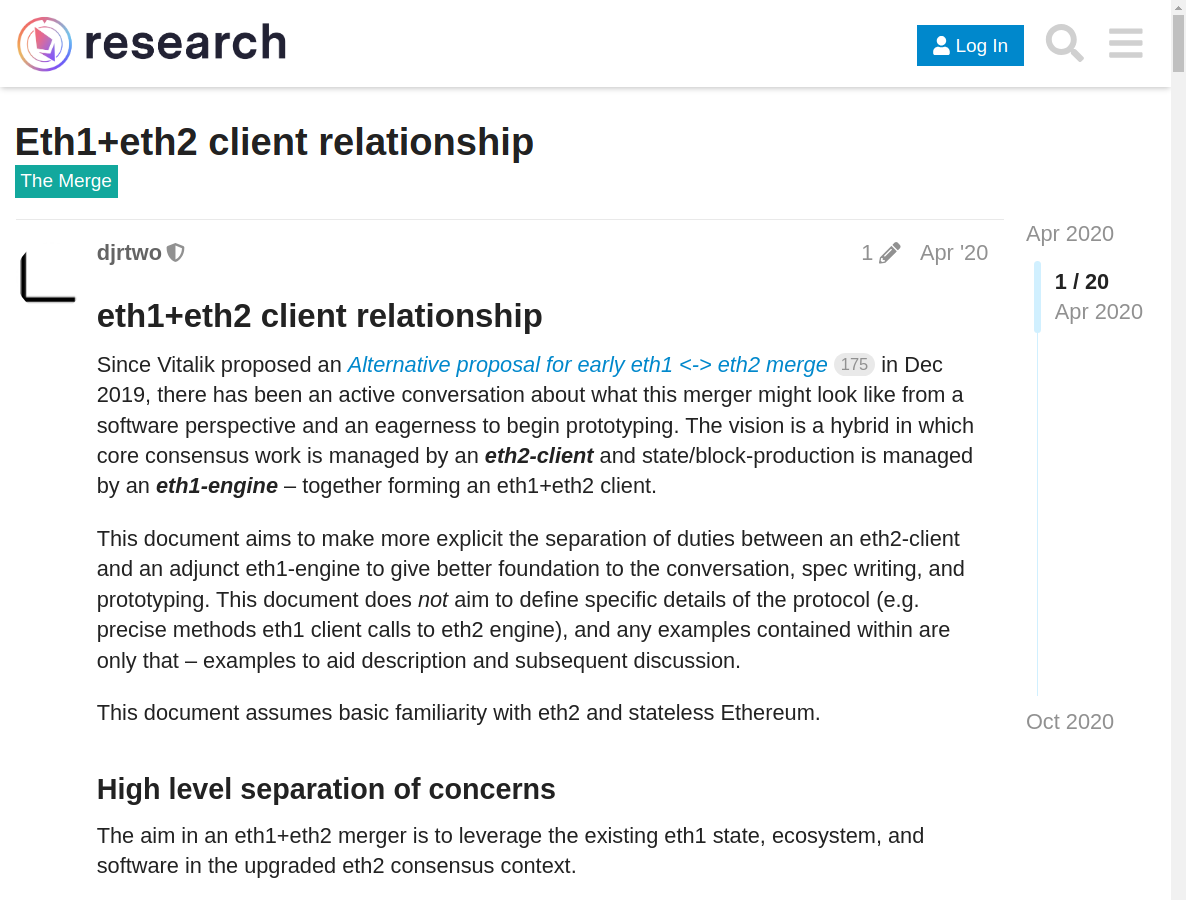 research
Log In
Eth1+eth2 client relationship
The Merge
djrtwo
1
Apr '20
Apr 2020
1 / 20
Apr 2020
eth1+eth2 client relationship
Since Vitalik proposed an Alternative proposal for early eth1 <-> eth2 merge 175 in Dec
2019, there has been an active conversation about what this merger might look like from a
software perspective and an eagerness to begin prototyping. The vision is a hybrid in which
core consensus work is managed by an eth2-client and state/block-production is managed
by an eth1-engine – together forming an eth1+eth2 client.
This document aims to make more explicit the separation of duties between an eth2-client
and an adjunct eth1-engine to give better foundation to the conversation, spec writing, and
prototyping. This document does not aim to define specific details of the protocol (e.g.
precise methods eth1 client calls to eth2 engine), and any examples contained within are
only that – examples to aid description and subsequent discussion.
This document assumes basic familiarity with eth2 and stateless Ethereum.
Oct 2020
High level separation of concerns
The aim in an eth1+eth2 merger is to leverage the existing eth1 state, ecosystem, and
software in the upgraded eth2 consensus context.